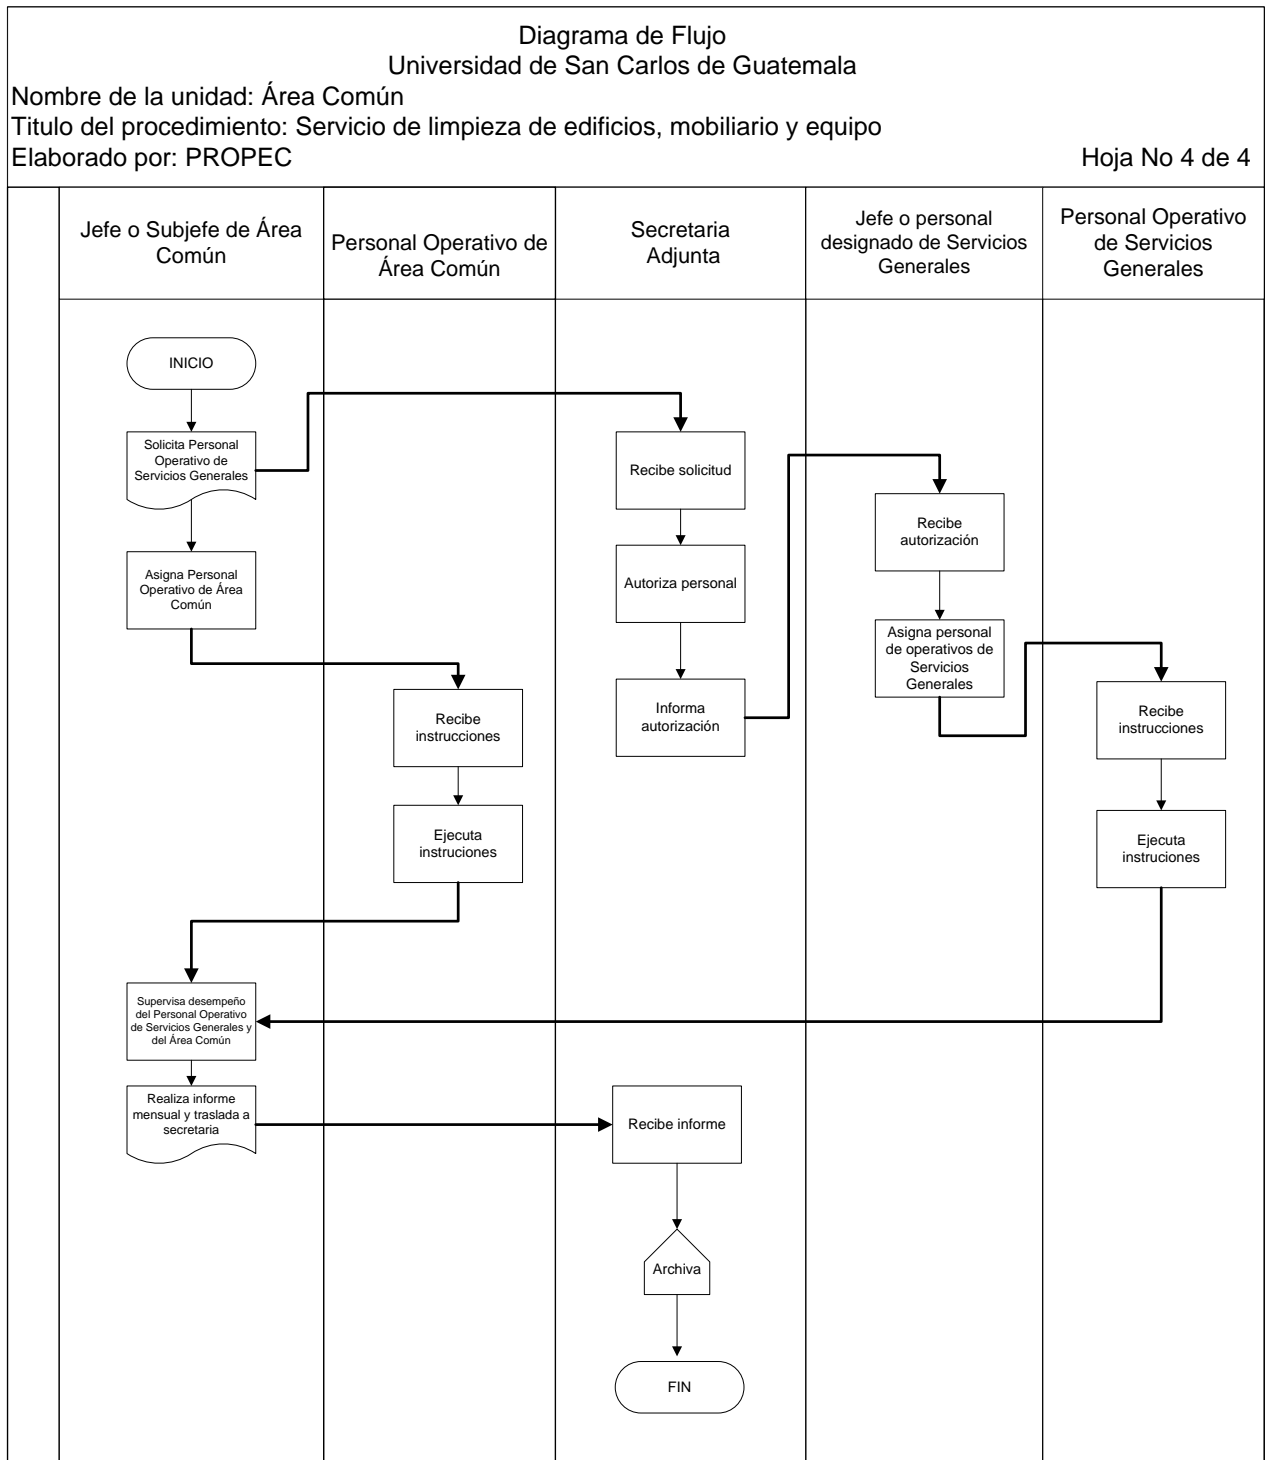 Diagrama de Flujo
Universidad de San Carlos de Guatemala
Nombre de la unidad: Área Común
Titulo del procedimiento: Servicio de limpieza de edificios, mobiliario y equipo
Elaborado por: PROPEC
Hoja No 4 de 4
Jefe o Subjefe de Área
Común
Personal Operativo de
Área Común
Secretaria
Adjunta
Jefe o personal
designado de Servicios
Generales
Personal Operativo
de Servicios
Generales
INICIO
Solicita Personal
Operativo de
Servicios Generales
Asigna Personal
Operativo de Área
Común
Recibe
instrucciones
Ejecuta
instruciones
Recibe solicitud
Autoriza personal
Informa
autorización
Recibe
autorización
Asigna personal
de operativos de
Servicios
Generales
Recibe
instrucciones
Ejecuta
instruciones
Supervisa desempeño
del Personal Operativo
de Servicios Generales y
del Área Común
Realiza informe
mensual y traslada a
secretaria
Recibe informe
Archiva
FIN